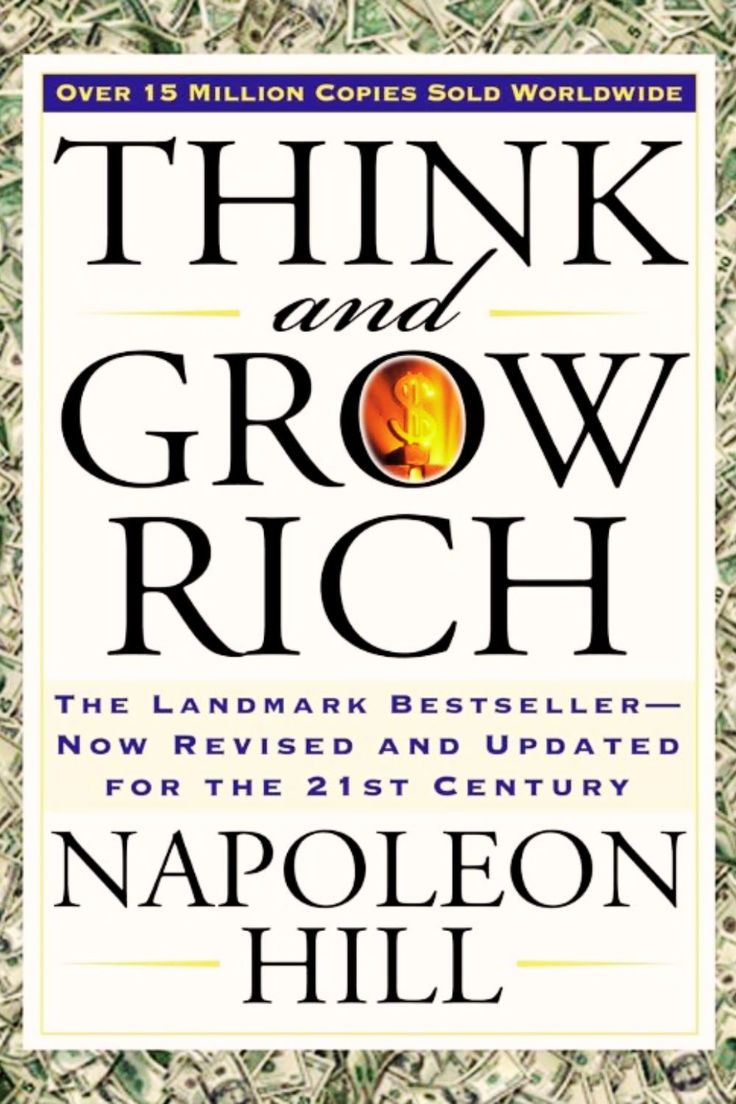 OVER 15 MILLION COPIES SOLD WORLDWIDE
THINK
and
GROW
RICH
THE LANDMARK BESTSELLER—
NOW REVISED AND UPDATED
FOR THE 21ST CENTURY
NAPOLEON
HILL